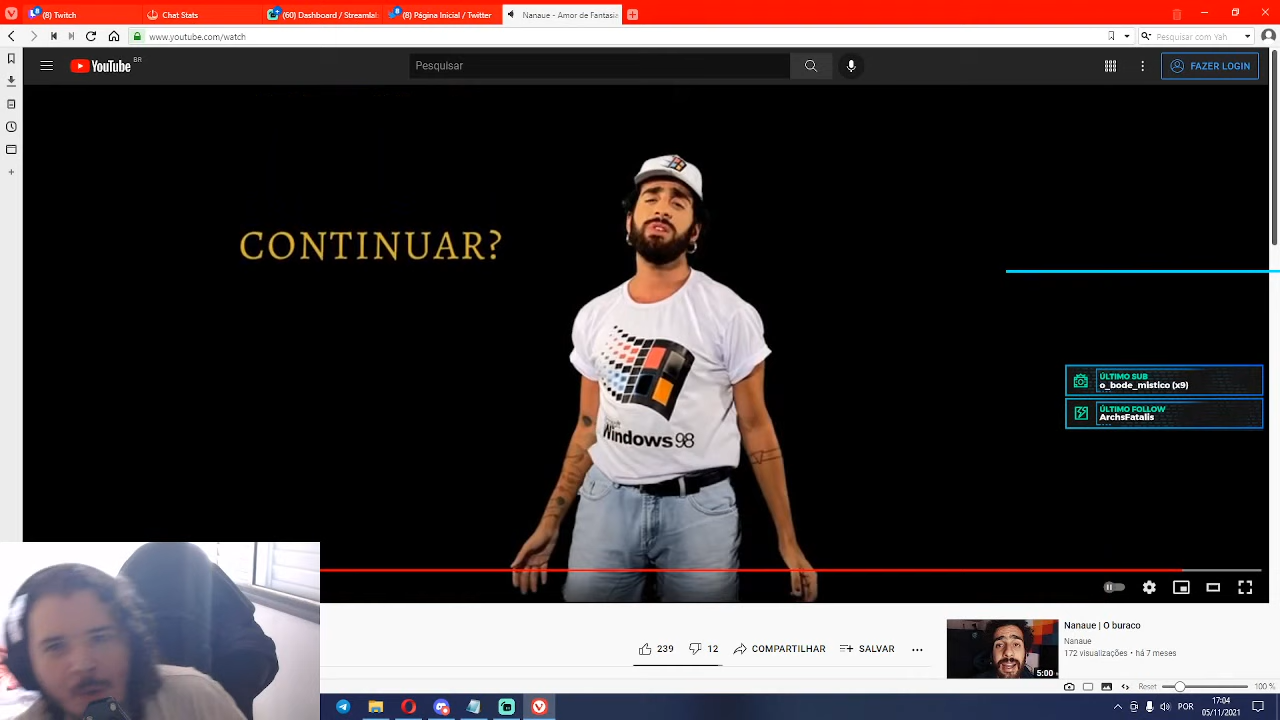 (8) Twitch
Chat Stats
(60) Dashboard / Streamlab
(8) Página Inicial / Twitter
Nanaue - Amor de Fantasia
www.youtube.com/watch
Pesquisar com Yah
YouTube BR
Pesquisar
FAZER LOGIN
CONTINUAR?
Windows 98
ÚLTIMO SUB
o_bode_mistico (x9)
ÚLTIMO FOLLOW
ArchsFatalis
239
12
COMPARTILHAR
SALVAR
Nanaue | O buraco
Nanaue
172 visualizações • há 7 meses
5:00
Reset
100 %
17:04
POR
05/11/2021